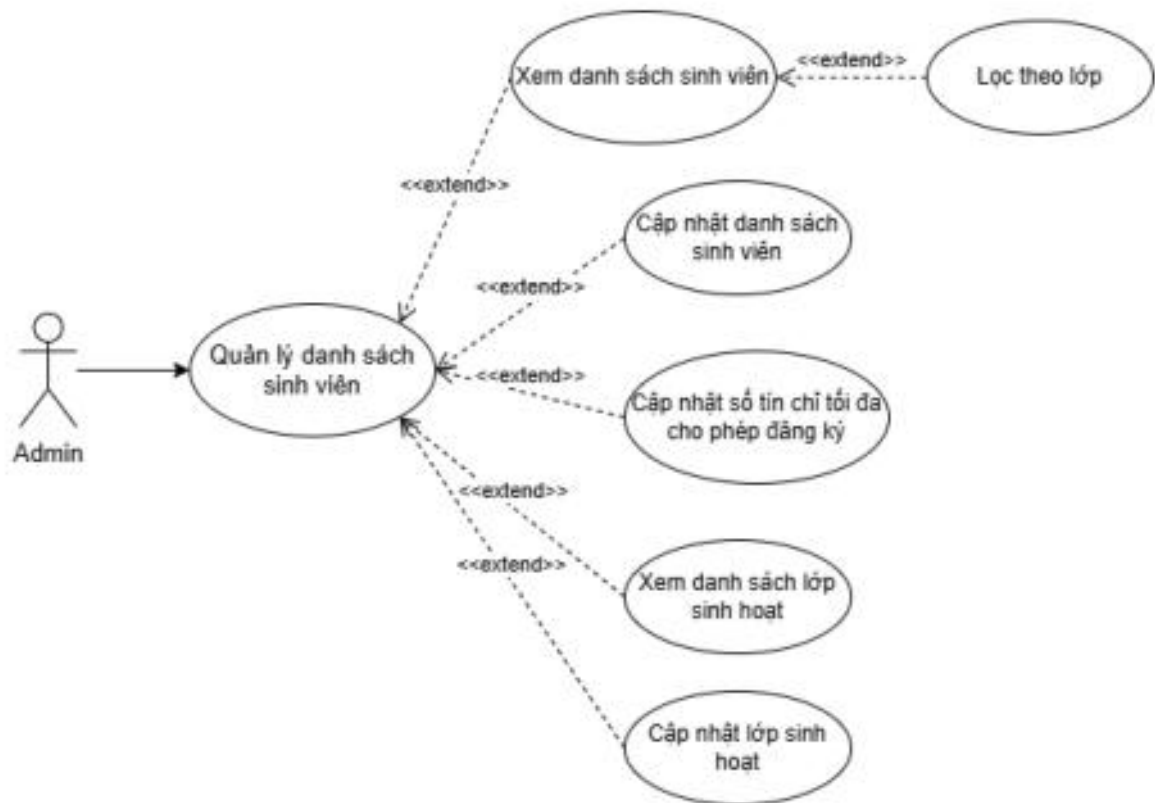 Xem danh sách sinh viên
<<extend>>
Lọc theo lớp
<<extend>>
Cập nhật danh sách
sinh viên
<<extend>>
Quản lý danh sách
sinh viên
<<extend>>
Cập nhật số tín chỉ tối đa
cho phép đăng ký
Admin
<<extend>>
Xem danh sách lớp
sinh hoạt
<<extend>>
Cập nhật lớp sinh
hoạt